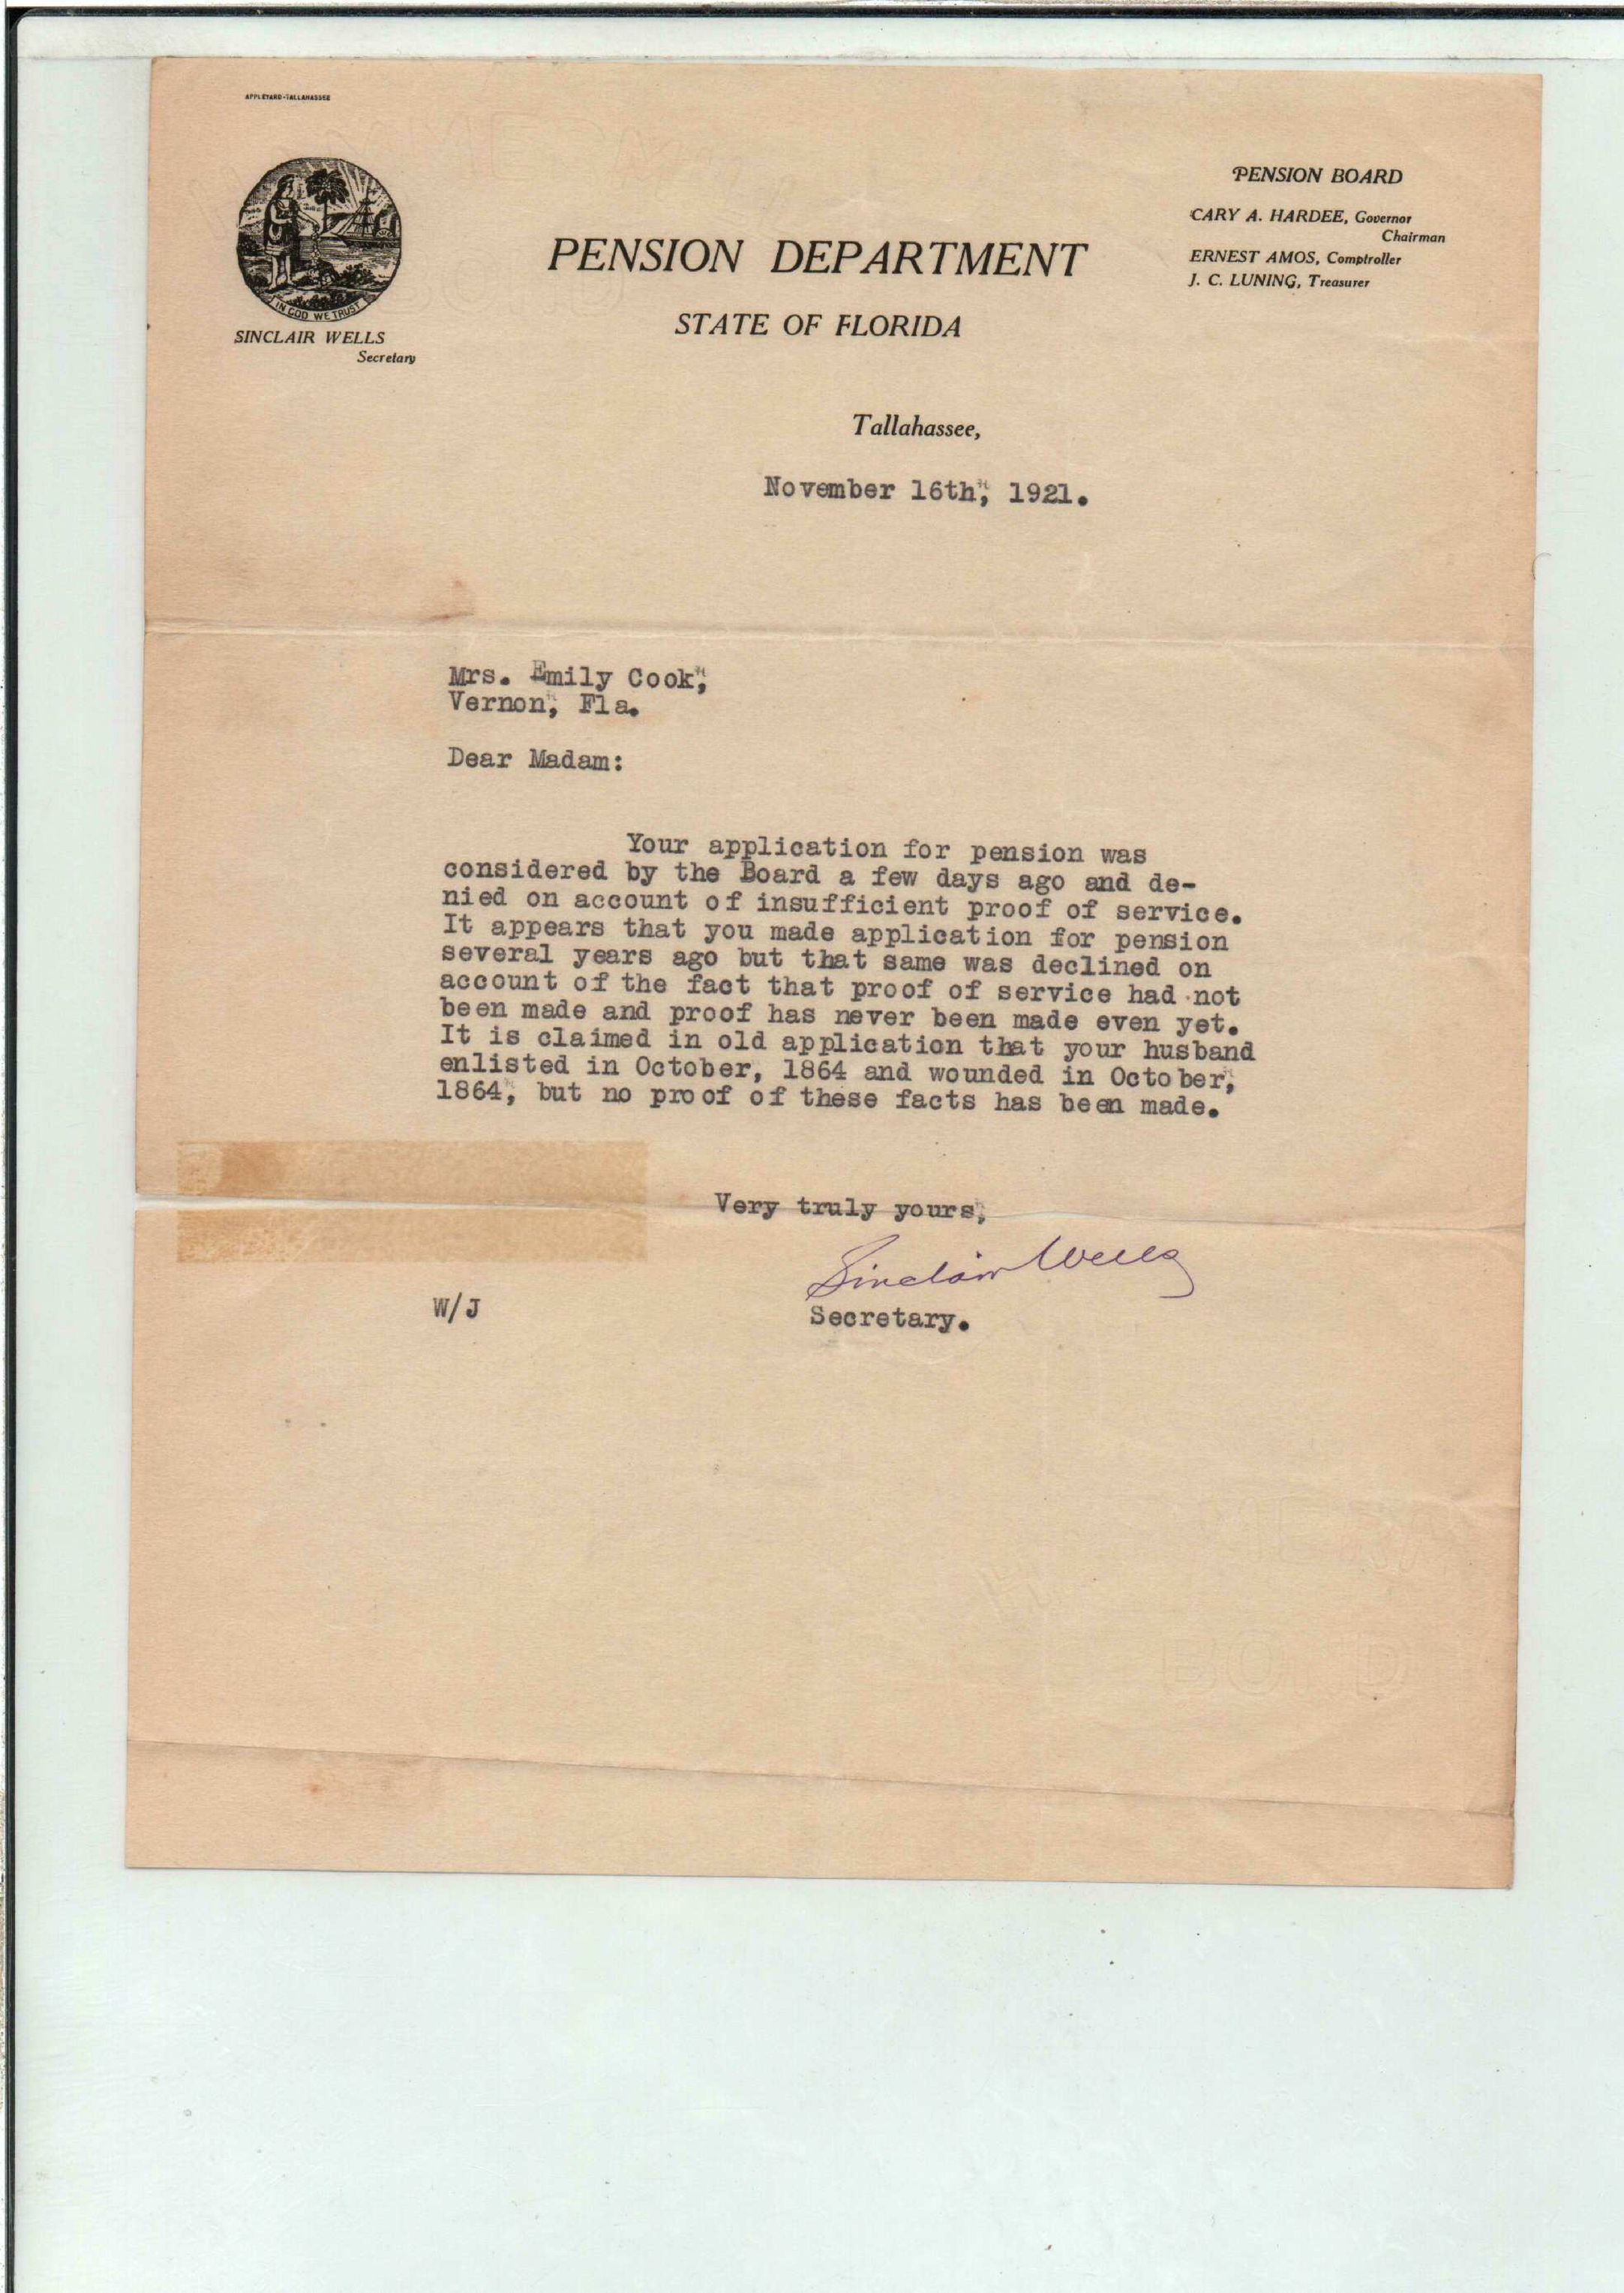 APPLEYARD-TALLAHASSEE
IN GOD WE TRUST
SINCLAIR WELLS
Secretary
PENSION DEPARTMENT
STATE OF FLORIDA
PENSION BOARD
CARY A. HARDEE, Governor
Chairman
ERNEST AMOS, Comptroller
J. C. LUNING, Treasurer
Tallahassee,
November 16th, 1921.
Mrs. Emily Cook,
Vernon, Fla.
Dear Madam:
Your application for pension was
considered by the Board a few days ago and de-
nied on account of insufficient proof of service.
It appears that you made application for pension
several years ago but that same was declined on
account of the fact that proof of service had not
been made and proof has never been made even yet.
It is claimed in old application that your husband
enlisted in October, 1864 and wounded in October,
1864, but no proof of these facts has been made.
Very truly yours,
Sinclair Wells
W/J
Secretary.
BOND